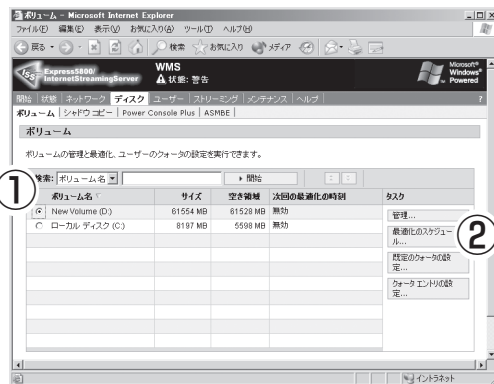 ボリューム - Microsoft Internet Explorer
ファイル(F) 編集(E) 表示(V) お気に入り(A) ツール(T) ヘルプ(H)
戻る 検索 お気に入り メディア
Express5800/
InternetStreamingServer
WMS
状態: 警告
Microsoft®
Windows®
Powered
開始 状態 ネットワーク ディスク ユーザー ストリーミング メンテナンス ヘルプ ?
ボリューム シャドウ コピー Power Console Plus ASMBE
ボリューム
ボリュームの管理と最適化、ユーザーのクォータの設定を実行できます。
① 検索: ボリューム名 開始
ボリューム名 サイズ 空き領域 次回の最適化の時刻 タスク
New Volume (D:) 61554 MB 61528 MB 無効
ローカル ディスク (C:) 8197 MB 5598 MB 無効
管理...
最適化のスケジュー
ル...
②
既定のクォータの設
定...
クォータ エントリの設
定...
イントラネット